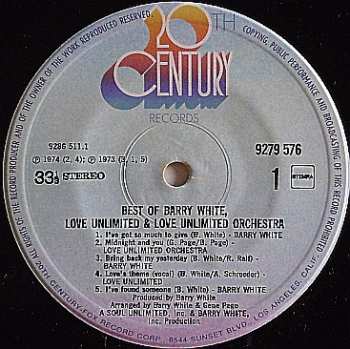 20TH
CENTURY
RECORDS
9286 511.1
9279 576
℗ 1974 (2, 4); ℗ 1973 (3, 1, 5)
33⅓ STEREO
1
STEMRA
BEST OF BARRY WHITE,
LOVE UNLIMITED & LOVE UNLIMITED ORCHESTRA
1. I've got so much to give (B. White) - BARRY WHITE
2. Midnight and you (G. Page/B. Page) -
LOVE UNLIMITED ORCHESTRA
3. Bring back my yesterday (B. White/R. Ralf) -
BARRY WHITE
4. Love's theme (vocal) (B. White/A. Schroeder) -
LOVE UNLIMITED
5. I've found someone (B. White) - BARRY WHITE
Produced by Barry White
Arranged by Barry White & Gene Page
A SOUL UNLIMITED, Inc. & BARRY WHITE,
Inc. Production.
ALL RIGHTS OF THE RECORD PRODUCER AND OF THE OWNER OF THE WORK REPRODUCED RESERVED.
COPYING, PUBLIC PERFORMANCE AND BROADCASTING OF THIS RECORD PROHIBITED
20TH CENTURY-FOX RECORD CORP. 8544 SUNSET BLVD., LOS ANGELES, CALIF.